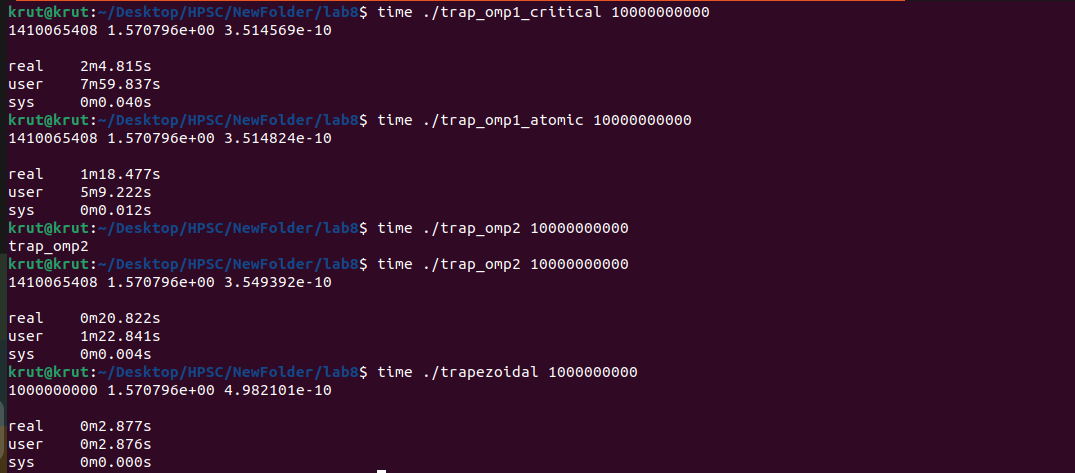 krut@krut:~/Desktop/HPSC/NewFolder/lab8$ time ./trap_omp1_critical 10000000000
1410065408 1.570796e+00 3.514569e-10
real 2m4.815s
user 7m59.837s
sys 0m0.040s
krut@krut:~/Desktop/HPSC/NewFolder/lab8$ time ./trap_omp1_atomic 10000000000
1410065408 1.570796e+00 3.514824e-10
real 1m18.477s
user 5m9.222s
sys 0m0.012s
krut@krut:~/Desktop/HPSC/NewFolder/lab8$ time ./trap_omp2 10000000000
trap_omp2
krut@krut:~/Desktop/HPSC/NewFolder/lab8$ time ./trap_omp2 10000000000
1410065408 1.570796e+00 3.549392e-10
real 0m20.822s
user 1m22.841s
sys 0m0.004s
krut@krut:~/Desktop/HPSC/NewFolder/lab8$ time ./trapezoidal 1000000000
1000000000 1.570796e+00 4.982101e-10
real 0m2.877s
user 0m2.876s
sys 0m0.000s